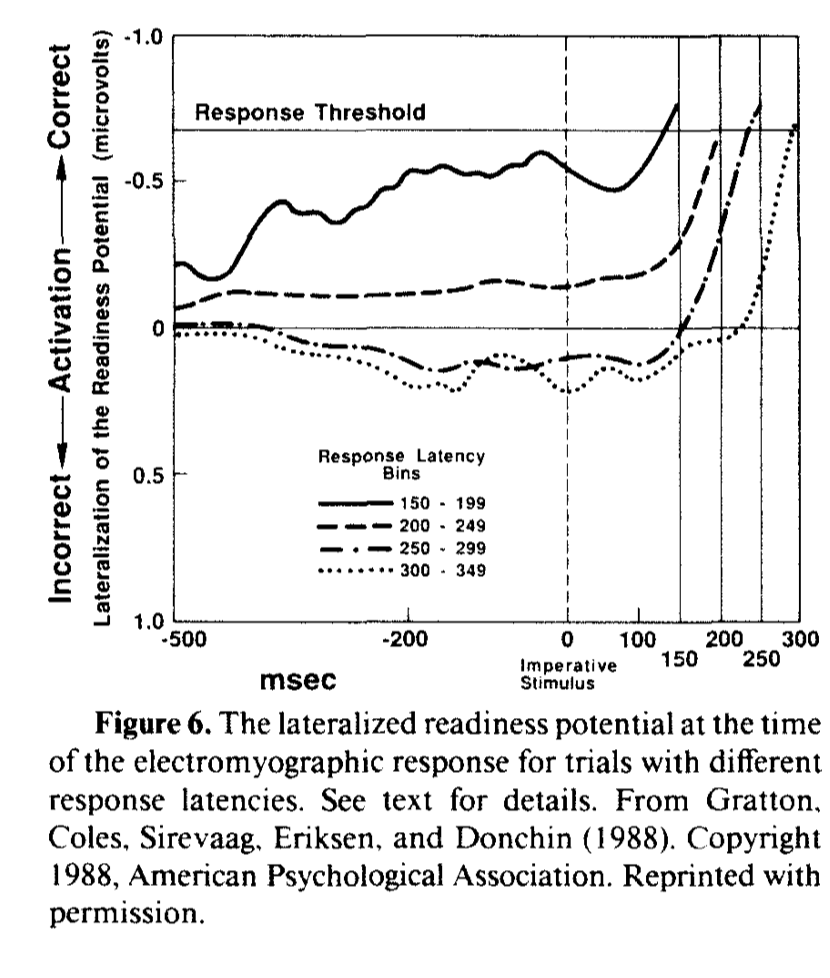 Incorrect ◄— Activation —► Correct
Lateralization of the Readiness Potential (microvolts)
-1.0
Response Threshold
-0.5
0
0.5
Response Latency
Bins
150 - 199
200 - 249
250 - 299
300 - 349
1.0
-500
-200
0
100
200
300
150
250
msec
Imperative
Stimulus
Figure 6. The lateralized readiness potential at the time
of the electromyographic response for trials with different
response latencies. See text for details. From Gratton,
Coles, Sirevaag, Eriksen, and Donchin (1988). Copyright
1988, American Psychological Association. Reprinted with
permission.